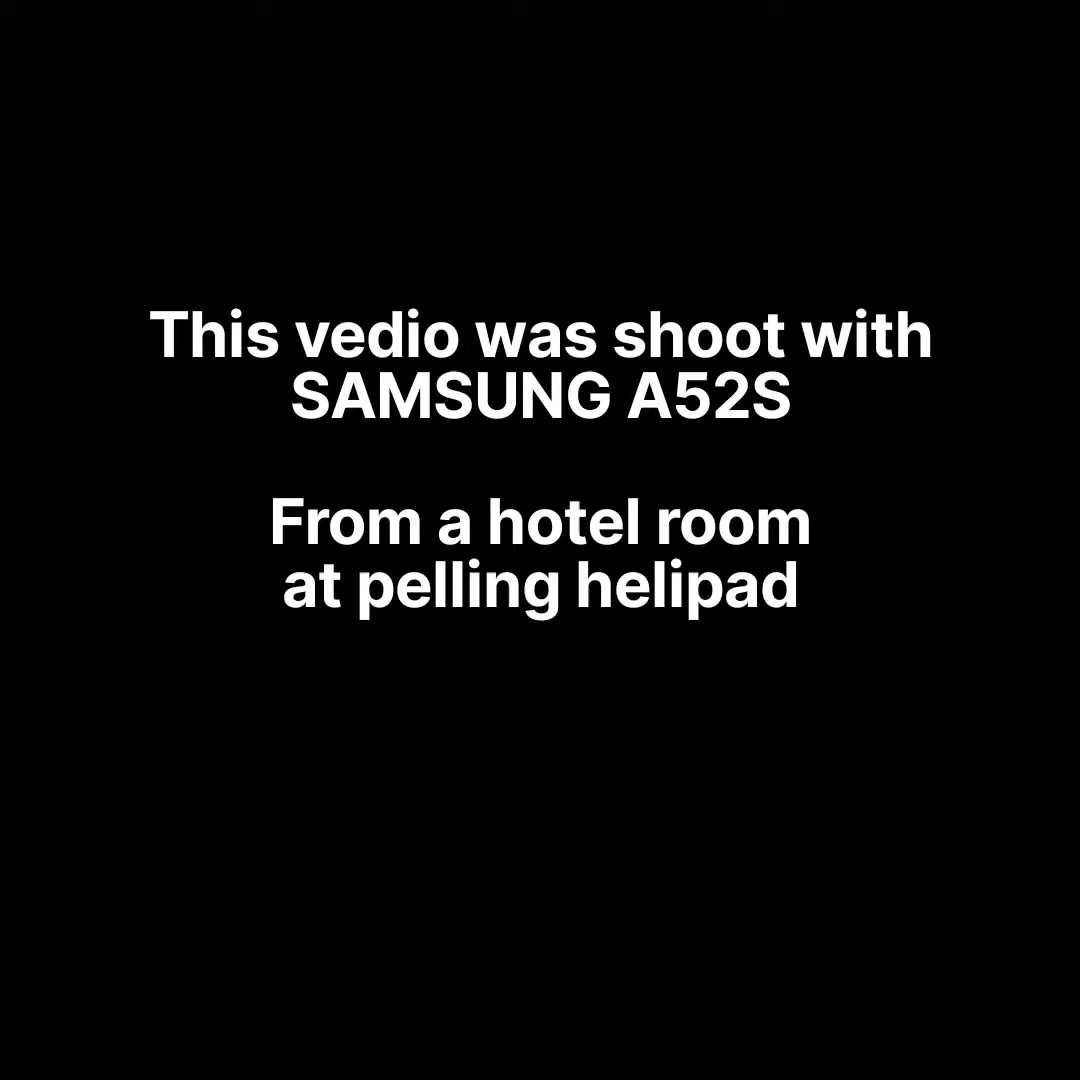 This vedio was shoot with
SAMSUNG A52S
From a hotel room
at pelling helipad